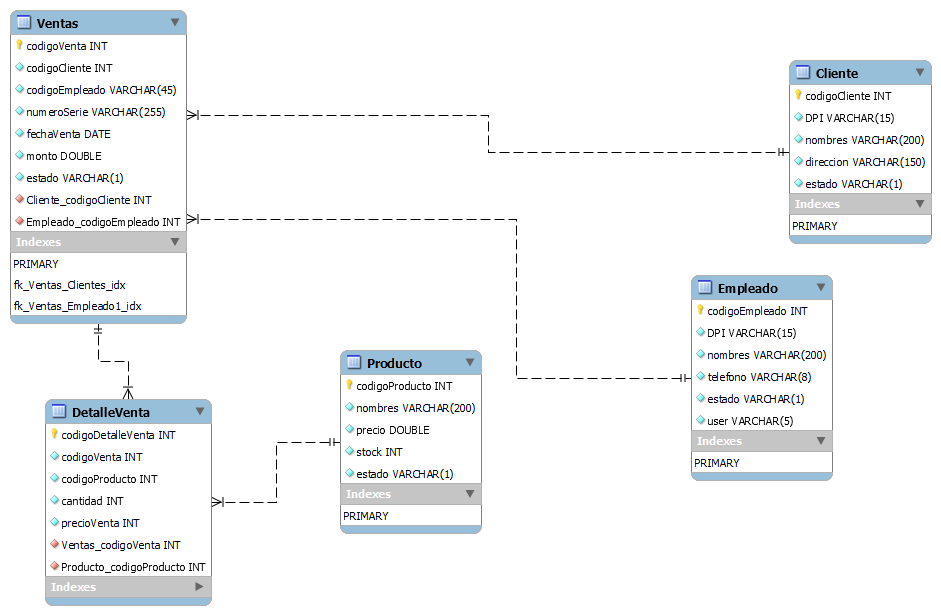 Ventas
codigoVenta INT
codigoCliente INT
codigoEmpleado VARCHAR(45)
numeroSerie VARCHAR(255)
fechaVenta DATE
monto DOUBLE
estado VARCHAR(1)
Cliente_codigoCliente INT
Empleado_codigoEmpleado INT
Indexes
PRIMARY
fk_Ventas_Clientes_idx
fk_Ventas_Empleado1_idx
Cliente
codigoCliente INT
DPI VARCHAR(15)
nombres VARCHAR(200)
direccion VARCHAR(150)
estado VARCHAR(1)
Indexes
PRIMARY
Empleado
codigoEmpleado INT
DPI VARCHAR(15)
nombres VARCHAR(200)
telefono VARCHAR(8)
estado VARCHAR(1)
user VARCHAR(5)
Indexes
PRIMARY
Producto
codigoProducto INT
nombres VARCHAR(200)
precio DOUBLE
stock INT
estado VARCHAR(1)
Indexes
PRIMARY
DetalleVenta
codigoDetalleVenta INT
codigoVenta INT
codigoProducto INT
cantidad INT
precioVenta INT
Ventas_codigoVenta INT
Producto_codigoProducto INT
Indexes